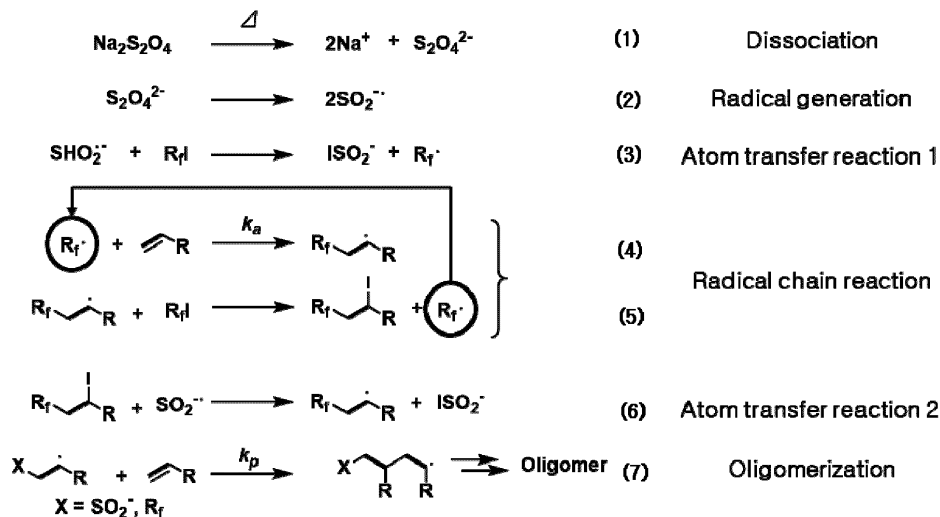 Δ
Na₂S₂O₄ → 2Na⁺ + S₂O₄²⁻ (1) Dissociation
S₂O₄²⁻ → 2SO₂⁻· (2) Radical generation
SHO₂·⁻ + RfI → ISO₂⁻ + Rf· (3) Atom transfer reaction 1
kₐ
Rf· + R → Rf · R (4)
Radical chain reaction
Rf · R + RfI → Rf I R + Rf· (5)
Rf I R + SO₂⁻· → Rf · R + ISO₂⁻ (6) Atom transfer reaction 2
kₚ
X · R + R → X R · R → Oligomer (7) Oligomerization
X = SO₂⁻, Rf